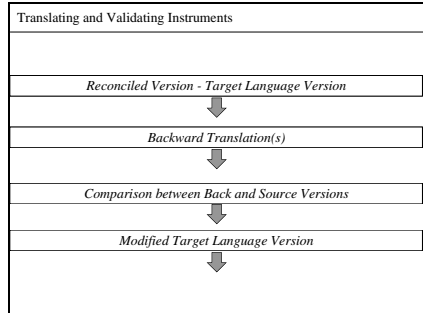 Translating and Validating Instruments
Reconciled Version - Target Language Version
Backward Translation(s)
Comparison between Back and Source Versions
Modified Target Language Version